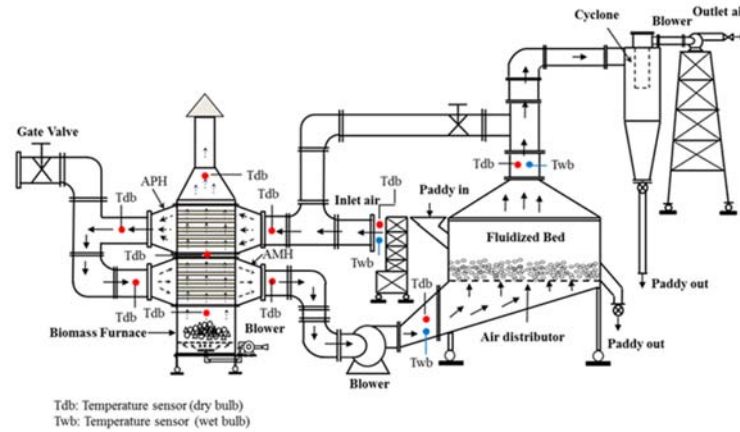 Cyclone
Blower
Outlet ai
Gate Valve
APH
Tdb
Tdb
Tdb
Tdb
Twb
Inlet air
Tdb
Paddy in
Twb
Fluidized Bed
AMH
Tdb
Tdb
Tdb
Tdb
Biomass Furnace
Blower
Twb
Air distributor
Paddy out
Paddy out
Blower
Tdb: Temperature sensor (dry bulb)
Twb: Temperature sensor (wet bulb)